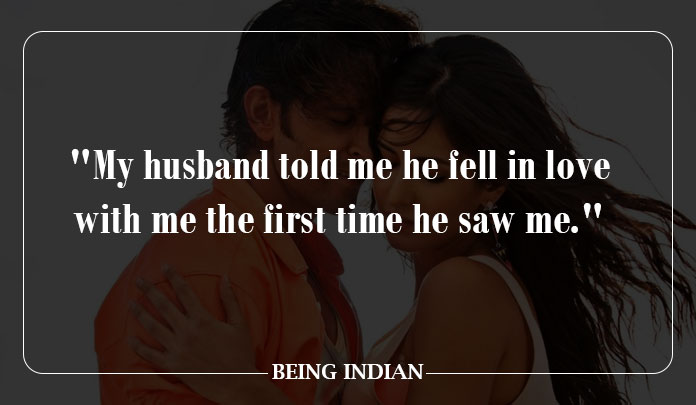 "My husband told me he fell in love
with me the first time he saw me."
BEING INDIAN